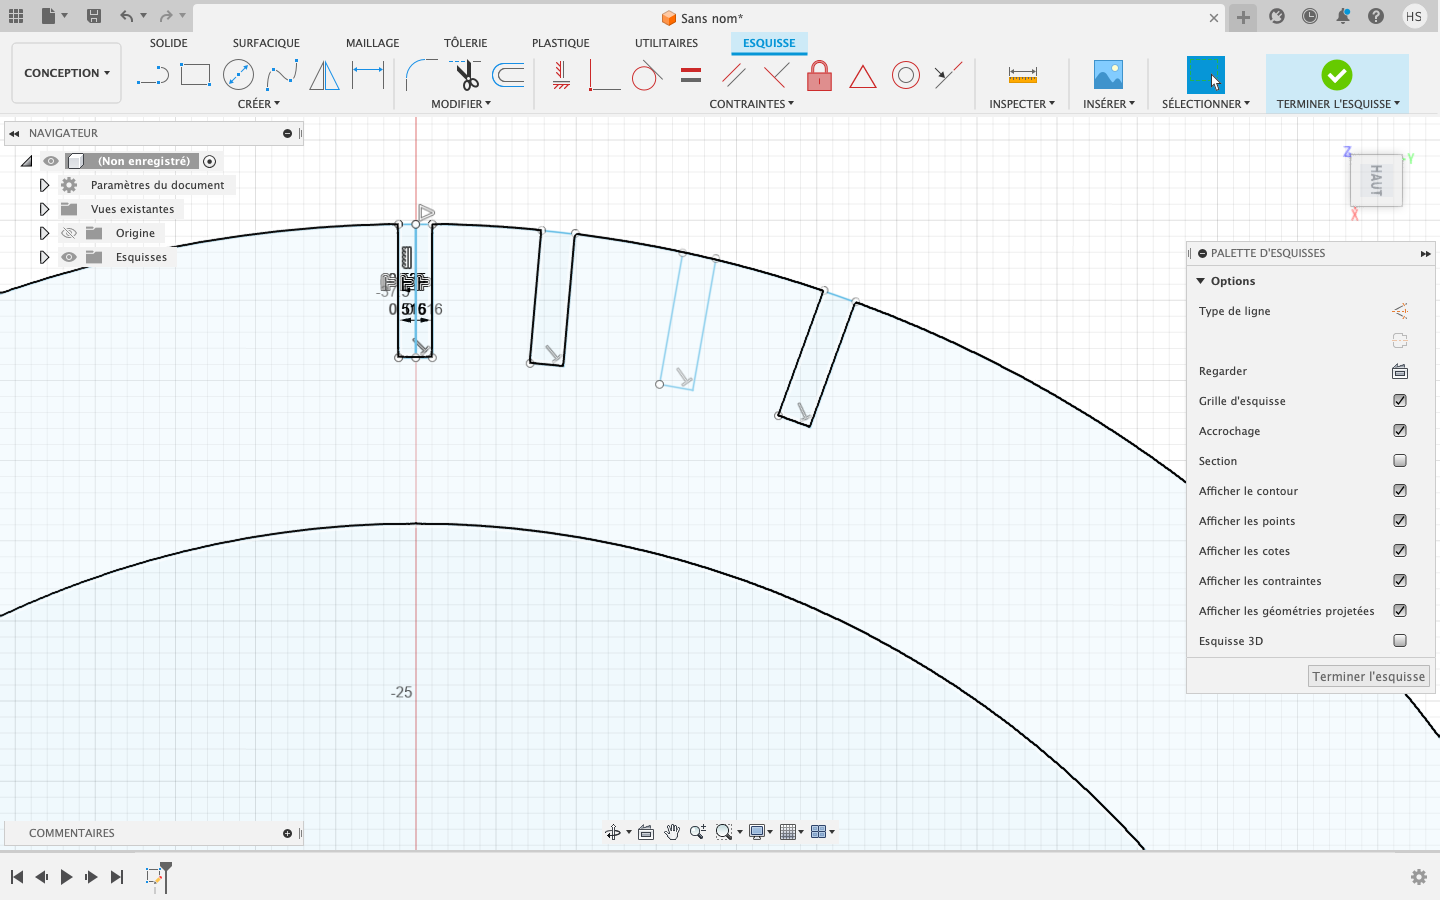 Sans nom*
HS
CONCEPTION
SOLIDE
SURFACIQUE
MAILLAGE
TÔLERIE
PLASTIQUE
UTILITAIRES
ESQUISSE
CRÉER
MODIFIER
CONTRAINTES
INSPECTER
INSÉRER
SÉLECTIONNER
TERMINER L'ESQUISSE
NAVIGATEUR
(Non enregistré)
Paramètres du document
Vues existantes
Origine
Esquisses
Z
Y
HAUT
X
PALETTE D'ESQUISSES
Options
Type de ligne
Regarder
Grille d'esquisse
Accrochage
Section
Afficher le contour
Afficher les points
Afficher les cotes
Afficher les contraintes
Afficher les géométries projetées
Esquisse 3D
Terminer l'esquisse
-25
COMMENTAIRES